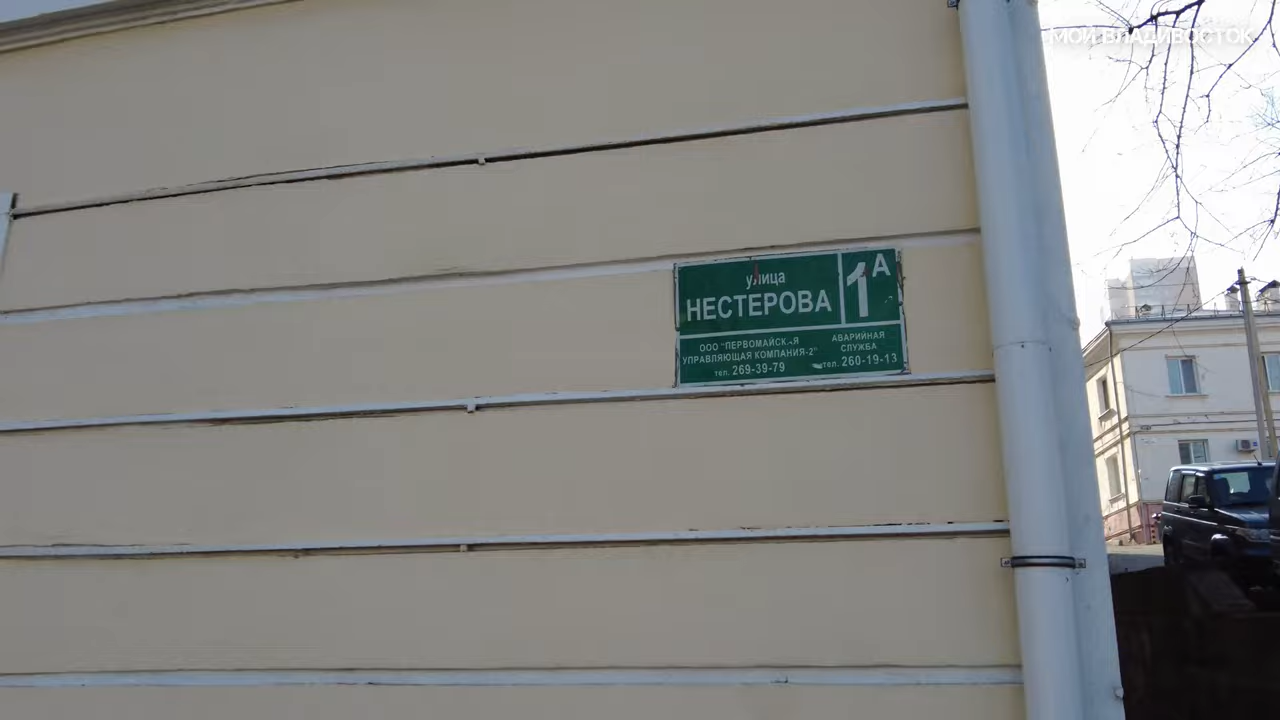 МОЙ ВЛАДИВОСТОК
улица
НЕСТЕРОВА
1А
ООО "ПЕРВОМАЙСКАЯ
УПРАВЛЯЮЩАЯ КОМПАНИЯ-2"
тел. 269-39-79
АВАРИЙНАЯ
СЛУЖБА
тел. 260-19-13